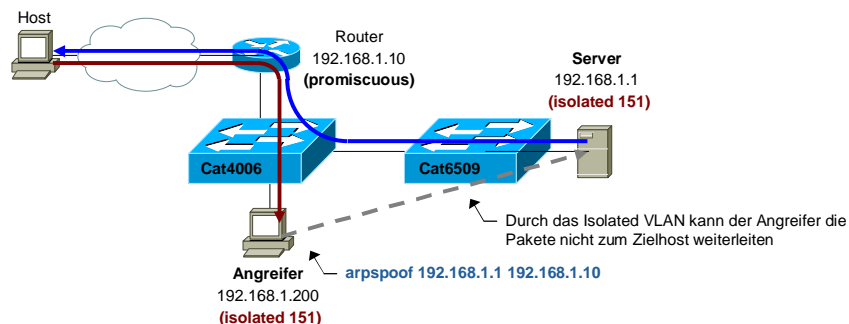 Host
Router
192.168.1.10
(promiscuous)
Server
192.168.1.1
(isolated 151)
Cat4006
Cat6509
Durch das Isolated VLAN kann der Angreifer die
Pakete nicht zum Zielhost weiterleiten
Angreifer
192.168.1.200
(isolated 151)
arpspoof 192.168.1.1 192.168.1.10